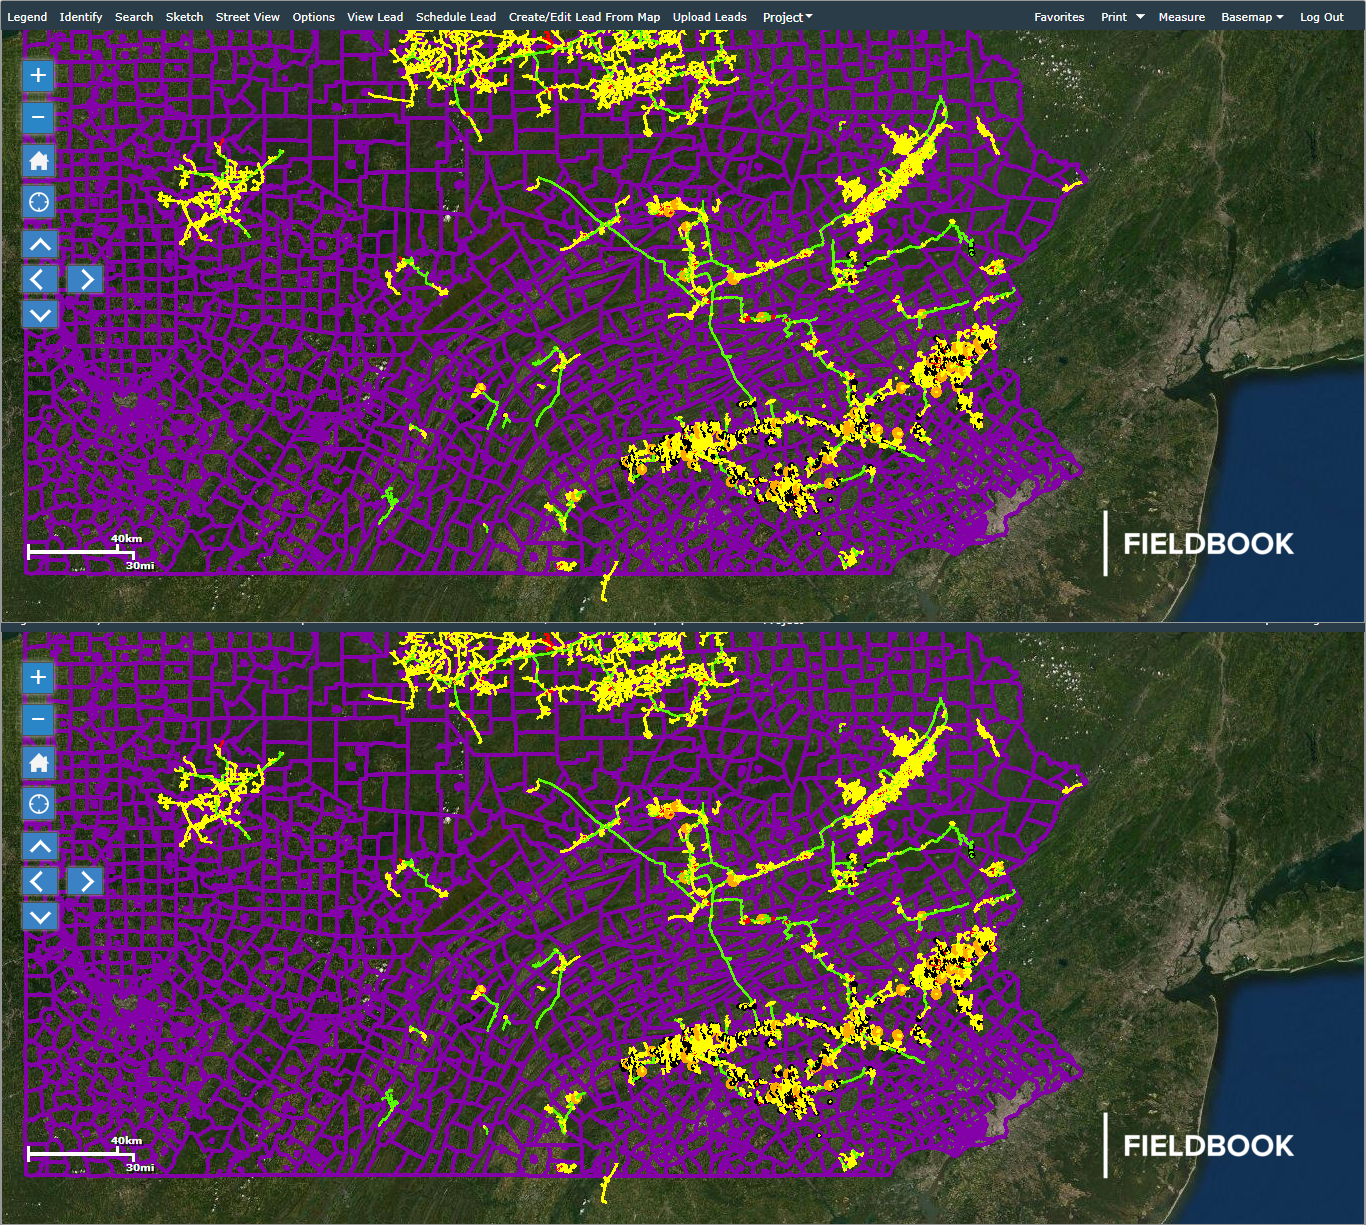 Legend Identify Search Sketch Street View Options View Lead Schedule Lead Create/Edit Lead From Map Upload Leads Project Favorites Print Measure Basemap Log Out
40km
30mi
FIELDBOOK
40km
30mi
FIELDBOOK